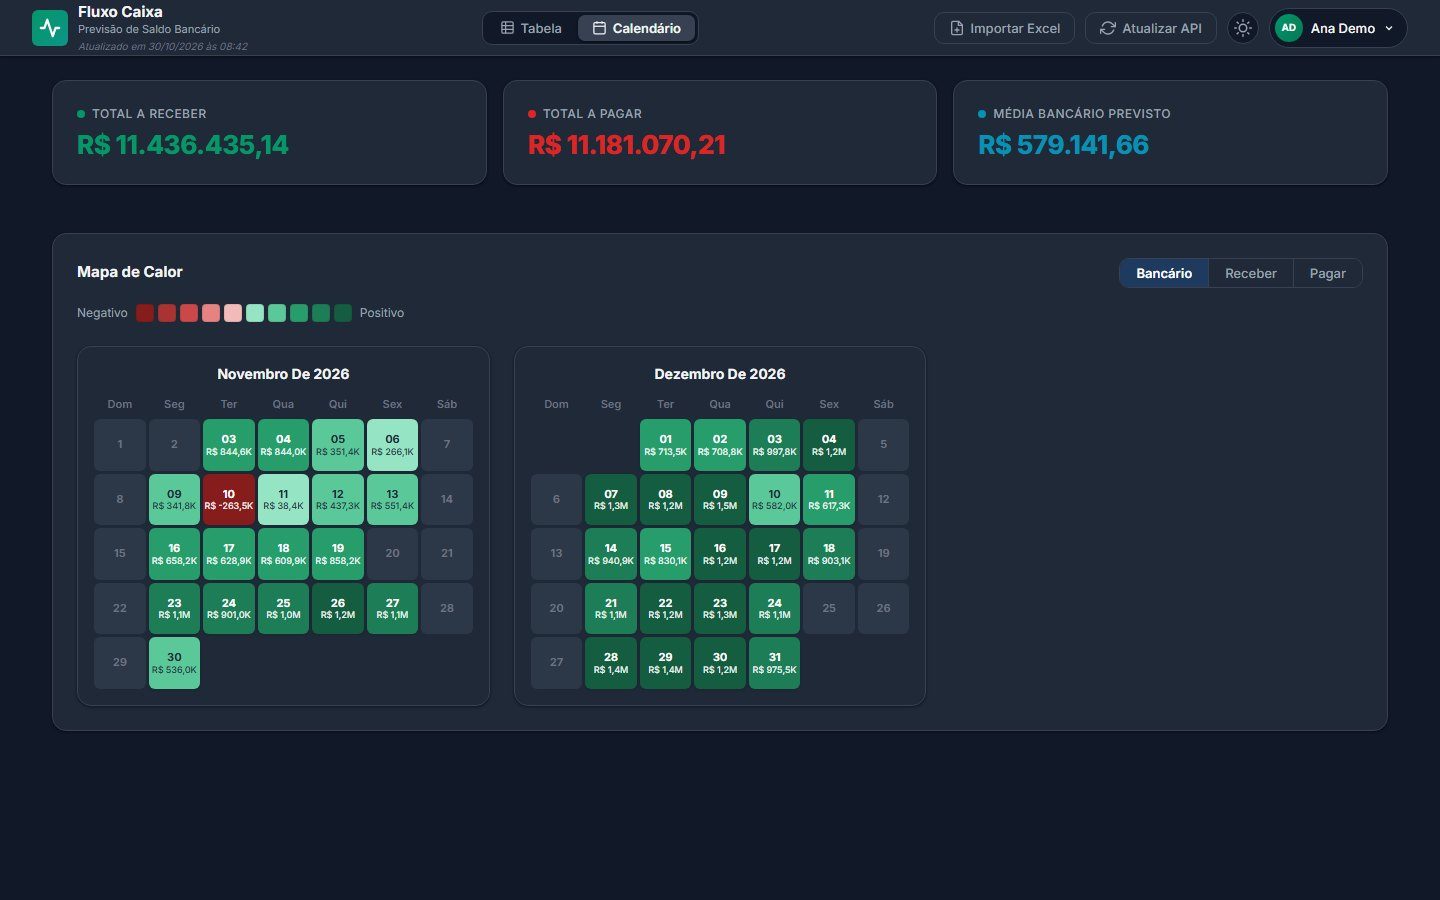 Fluxo Caixa
Previsão de Saldo Bancário
Atualizado em 30/10/2026 às 08:42
Tabela
Calendário
Importar Excel
Atualizar API
AD
Ana Demo
TOTAL A RECEBER
R$ 11.436.435,14
TOTAL A PAGAR
R$ 11.181.070,21
MÉDIA BANCÁRIO PREVISTO
R$ 579.141,66
Mapa de Calor
Bancário
Receber
Pagar
Negativo
Positivo
Novembro De 2026
Dom Seg Ter Qua Qui Sex Sáb
1 2 03 04 05 06 7
R$ 844,6K R$ 844,0K R$ 351,4K R$ 266,1K
8 09 10 11 12 13 14
R$ 341,8K R$ -263,5K R$ 38,4K R$ 437,3K R$ 551,4K
15 16 17 18 19 20 21
R$ 658,2K R$ 628,9K R$ 609,9K R$ 858,2K
22 23 24 25 26 27 28
R$ 1,1M R$ 901,0K R$ 1,0M R$ 1,2M R$ 1,1M
29 30
R$ 536,0K
Dezembro De 2026
Dom Seg Ter Qua Qui Sex Sáb
01 02 03 04 5
R$ 713,5K R$ 708,8K R$ 997,8K R$ 1,2M
6 07 08 09 10 11 12
R$ 1,3M R$ 1,2M R$ 1,5M R$ 582,0K R$ 617,3K
13 14 15 16 17 18 19
R$ 940,9K R$ 830,1K R$ 1,2M R$ 1,2M R$ 903,1K
20 21 22 23 24 25 26
R$ 1,1M R$ 1,2M R$ 1,3M R$ 1,1M
27 28 29 30 31
R$ 1,4M R$ 1,4M R$ 1,2M R$ 975,5K